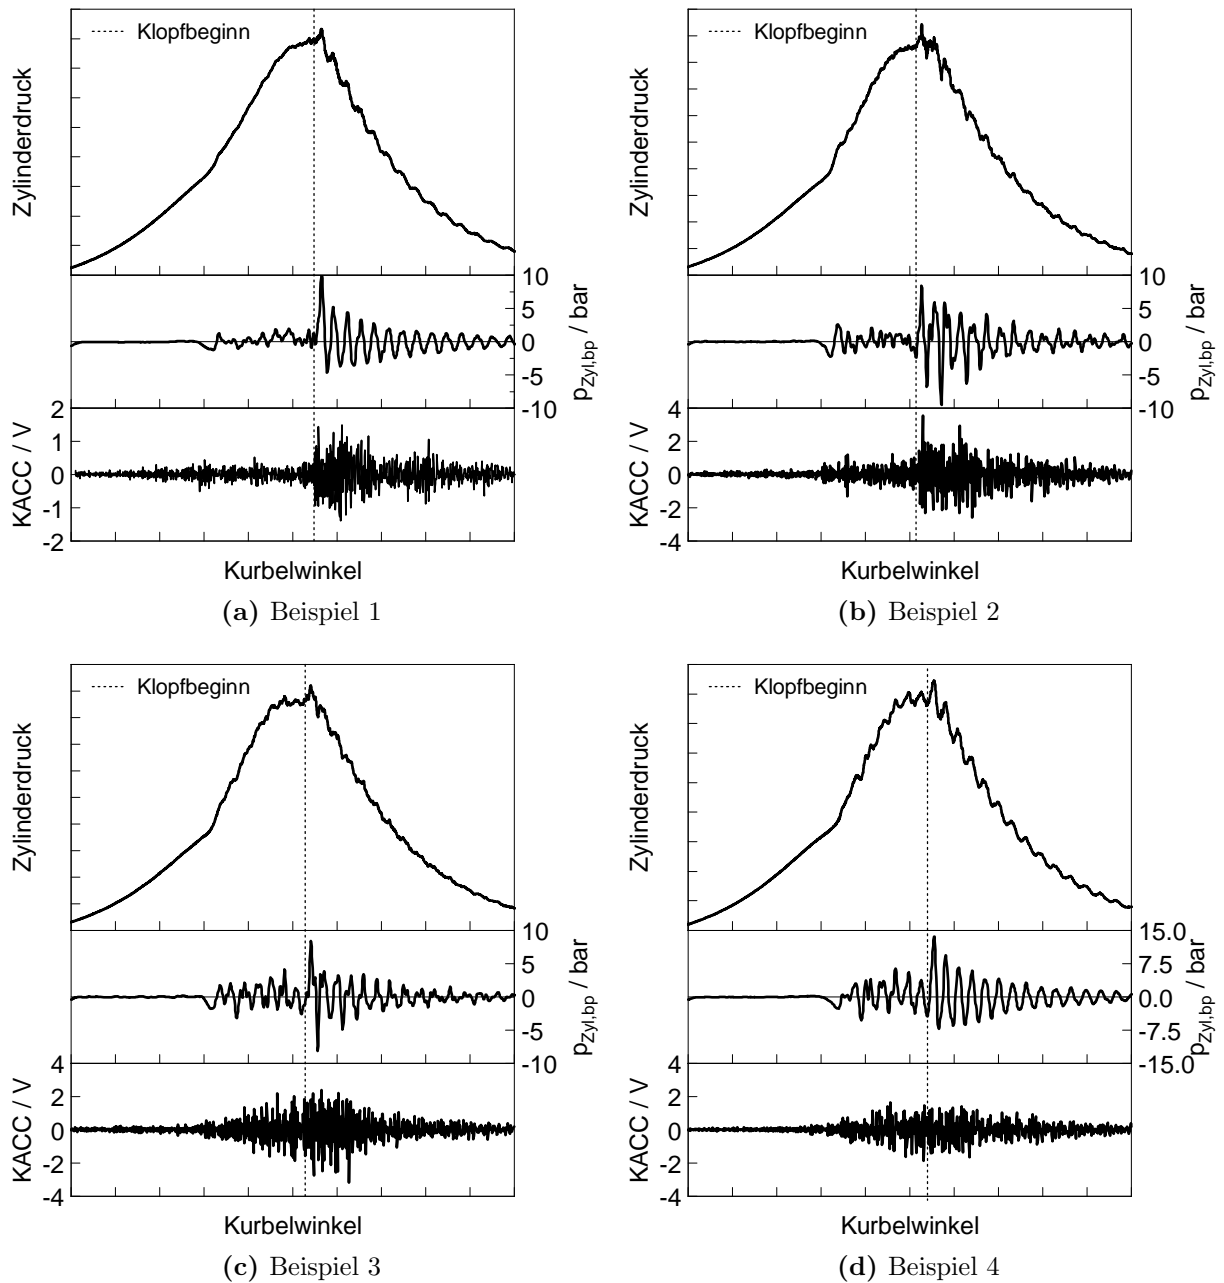 Klopfbeginn
Zylinderdruck
10
5
0
-5
-10
pZyl,bp / bar
2
1
0
-1
-2
KACC / V
Kurbelwinkel
(a) Beispiel 1
Klopfbeginn
Zylinderdruck
10
5
0
-5
-10
pZyl,bp / bar
4
2
0
-2
-4
KACC / V
Kurbelwinkel
(b) Beispiel 2
Klopfbeginn
Zylinderdruck
10
5
0
-5
-10
pZyl,bp / bar
4
2
0
-2
-4
KACC / V
Kurbelwinkel
(c) Beispiel 3
Klopfbeginn
Zylinderdruck
15.0
7.5
0.0
-7.5
-15.0
pZyl,bp / bar
4
2
0
-2
-4
KACC / V
Kurbelwinkel
(d) Beispiel 4